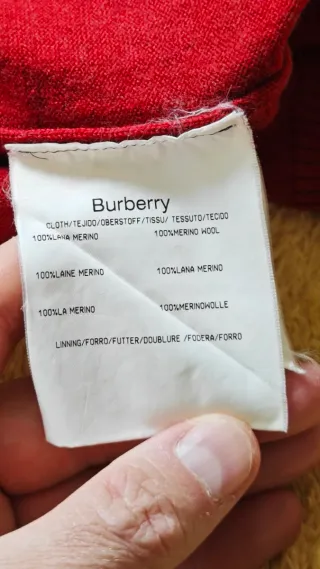 Burberry
CLOTH/TEJIDO/OBERSTOFF/TISSU/ TESSUTO/TECIDO
100%LANA MERINO 100%MERINO WOOL
100%LAINE MERINO 100%LANA MERINO
100%LA MERINO 100%MERINOWOLLE
LINNING/FORRO/FUTTER/DOUBLURE /FODERA/FORRO